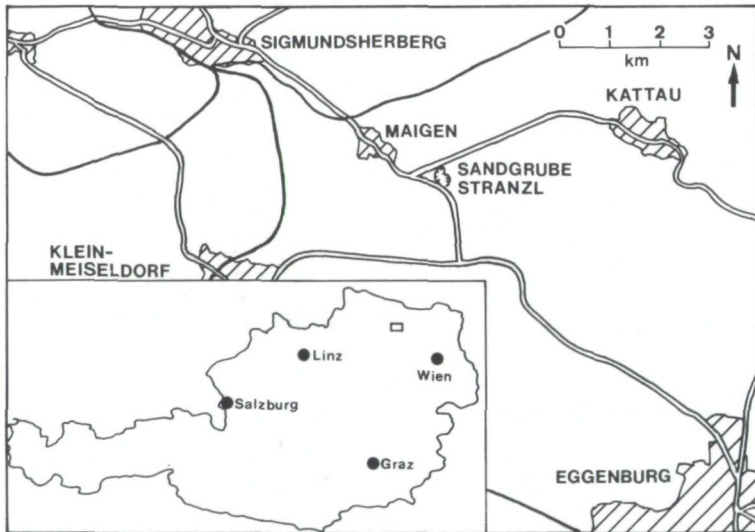 SIGMUNDSHERBERG
0 1 2 3
km
N
KATTAU
MAIGEN
SANDGRUBE
STRANZL
KLEIN-
MEISELDORF
Linz
Wien
Salzburg
Graz
EGGENBURG